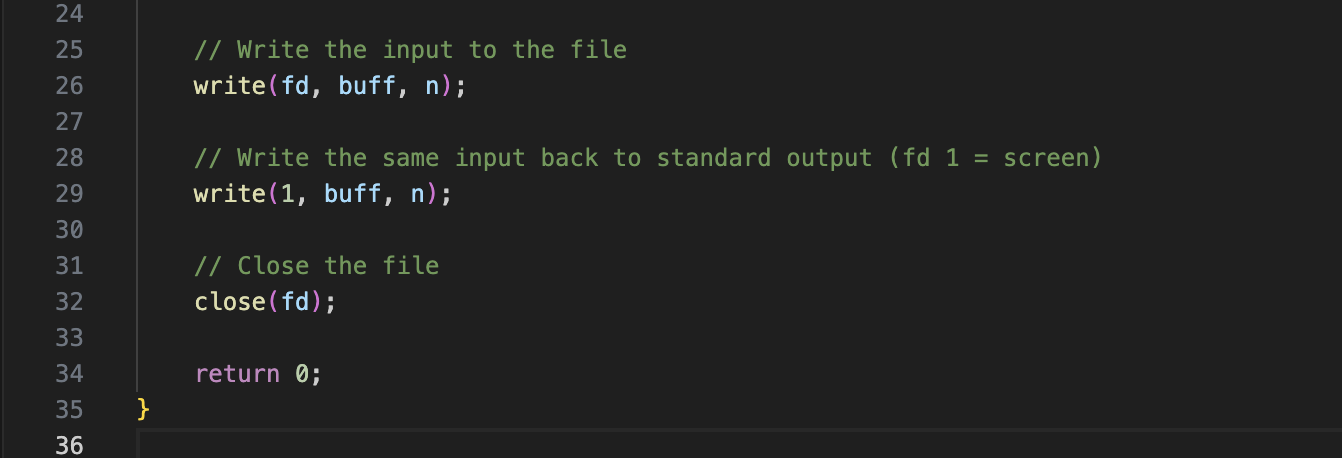 24
25 // Write the input to the file
26 write(fd, buff, n);
27
28 // Write the same input back to standard output (fd 1 = screen)
29 write(1, buff, n);
30
31 // Close the file
32 close(fd);
33
34 return 0;
35 }
36